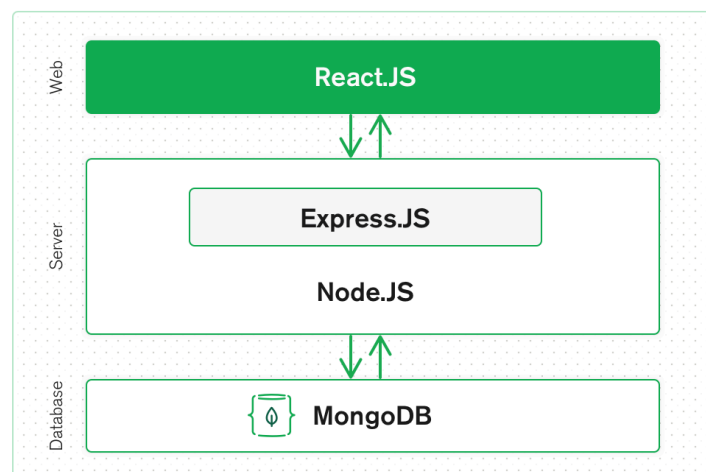 Web
React.JS
Server
Express.JS
Node.JS
Database
MongoDB